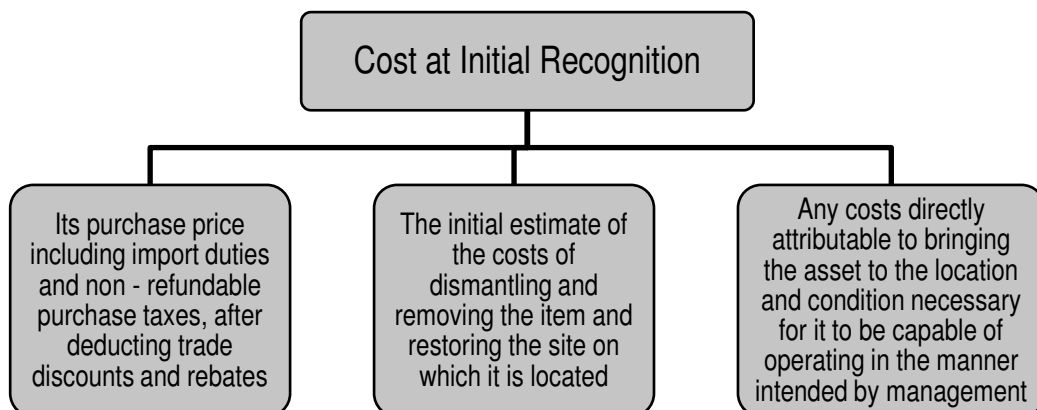 Cost at Initial Recognition
Its purchase price
including import duties
and non - refundable
purchase taxes, after
deducting trade
discounts and rebates
The initial estimate of
the costs of
dismantling and
removing the item and
restoring the site on
which it is located
Any costs directly
attributable to bringing
the asset to the location
and condition necessary
for it to be capable of
operating in the manner
intended by management